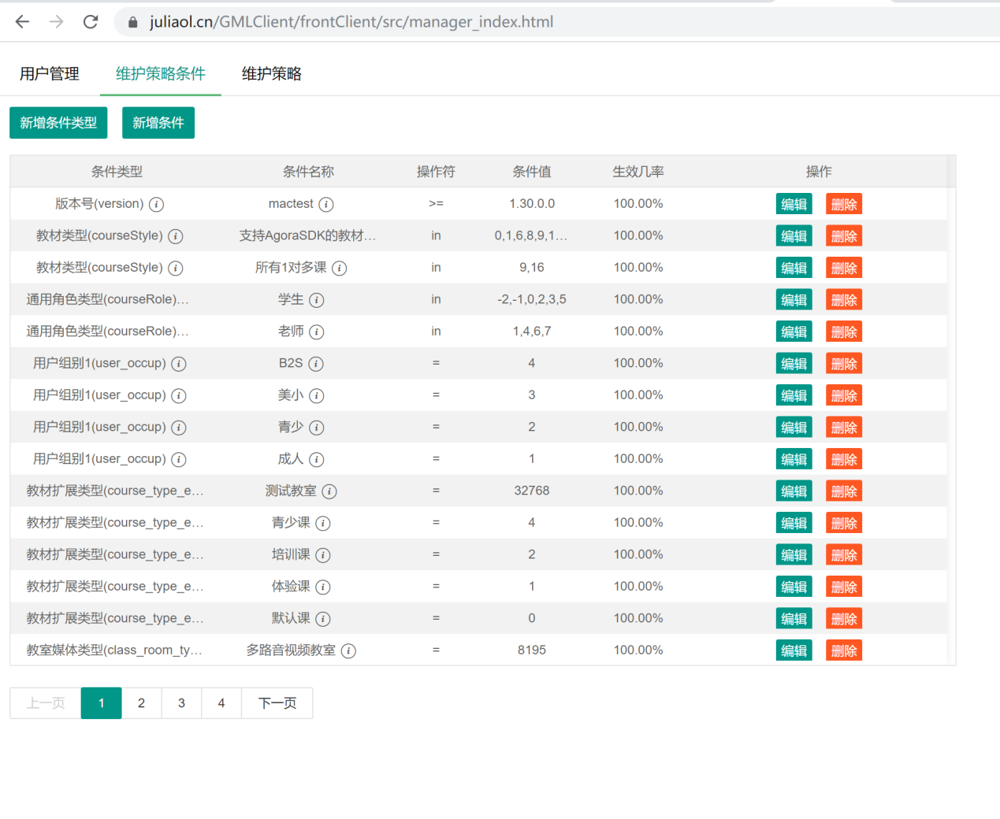 juliaol.cn/GMLClient/frontClient/src/manager_index.html
用户管理 维护策略条件 维护策略
新增条件类型 新增条件
条件类型 条件名称 操作符 条件值 生效几率 操作
版本号(version) mactest >= 1.30.0.0 100.00% 编辑 删除
教材类型(courseStyle) 支持AgoraSDK的教材... in 0,1,6,8,9,1... 100.00% 编辑 删除
教材类型(courseStyle) 所有1对多课 in 9,16 100.00% 编辑 删除
通用角色类型(courseRole)... 学生 in -2,-1,0,2,3,5 100.00% 编辑 删除
通用角色类型(courseRole)... 老师 in 1,4,6,7 100.00% 编辑 删除
用户组别1(user_occup) B2S = 4 100.00% 编辑 删除
用户组别1(user_occup) 美小 = 3 100.00% 编辑 删除
用户组别1(user_occup) 青少 = 2 100.00% 编辑 删除
用户组别1(user_occup) 成人 = 1 100.00% 编辑 删除
教材扩展类型(course_type_e... 测试教室 = 32768 100.00% 编辑 删除
教材扩展类型(course_type_e... 青少课 = 4 100.00% 编辑 删除
教材扩展类型(course_type_e... 培训课 = 2 100.00% 编辑 删除
教材扩展类型(course_type_e... 体验课 = 1 100.00% 编辑 删除
教材扩展类型(course_type_e... 默认课 = 0 100.00% 编辑 删除
教室媒体类型(class_room_ty... 多路音视频教室 = 8195 100.00% 编辑 删除
上一页 1 2 3 4 下一页